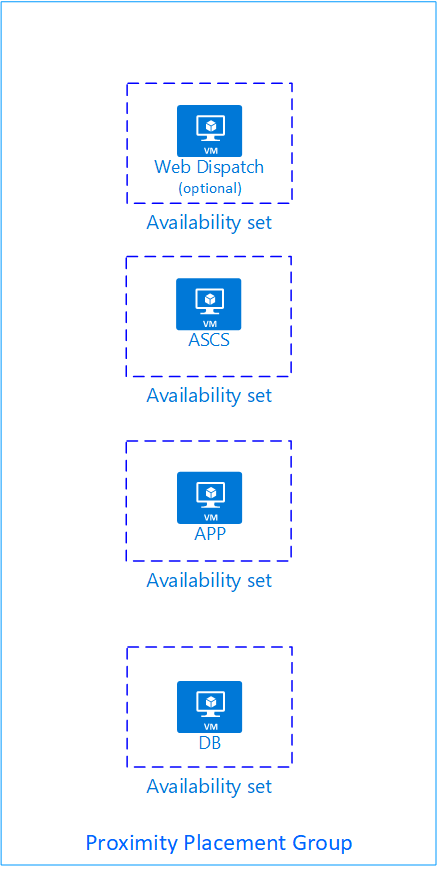 VM
Web Dispatch
(optional)
Availability set
VM
ASCS
Availability set
VM
APP
Availability set
VM
DB
Availability set
Proximity Placement Group